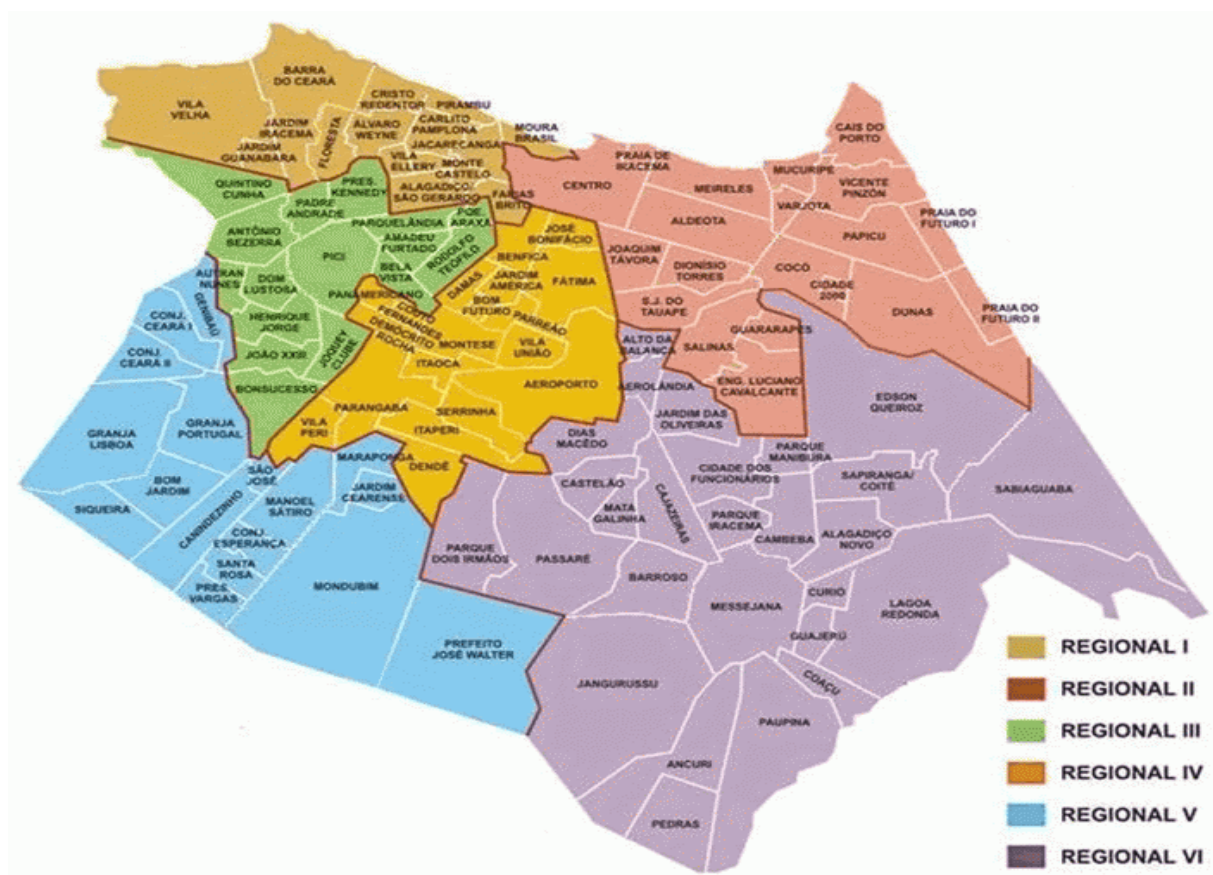 BARRA
DO CEARÁ
VILA
VELHA
CRISTO
REDENTOR
PIRAMBU
CARLITO
PAMPLONA
JARDIM
IRACEMA
FLORESTA
ALVARO
WEYNE
JACARECANGA
MOURA
BRASIL
JARDIM
GUANABARA
VILA
ELLERY
MONTE
CASTELO
ALAGADIÇO/
SÃO GERARDO
FARIAS
BRITO
CAIS DO
PORTO
PRAIA DE
IRACEMA
CENTRO
MEIRELES
MUCURIPE
VICENTE
PINZÓN
VARJOTA
PRAIA DO
FUTURO I
ALDEOTA
PAPICU
JOAQUIM
TÁVORA
DIONÍSIO
TORRES
COCÓ
CIDADE
2000
DUNAS
PRAIA DO
FUTURO II
S.J. DO
TAUAPE
GUARARAPES
SALINAS
ENG. LUCIANO
CAVALCANTE
QUINTINO
CUNHA
PRES.
KENNEDY
PADRE
ANDRADE
PARQUELÂNDIA
POE.
ARAXA
ANTÔNIO
BEZERRA
AMADEU
FURTADO
RODOLFO
TEÓFILO
PICI
BELA
VISTA
AUTRAN
NUNES
DOM
LUSTOSA
PANAMERICANO
HENRIQUE
JORGE
JOÃO XXIII
JOQUEY
CLUBE
BONSUCESSO
JOSÉ
BONIFÁCIO
BENFICA
DAMAS
JARDIM
AMÉRICA
FÁTIMA
BOM
FUTURO
PARREÃO
COUTO
FERNANDES
DEMÓCRITO
ROCHA
MONTESE
VILA
UNIÃO
ITAOCA
AEROPORTO
PARANGABA
SERRINHA
VILA
PERI
ITAPERI
DENDÊ
GENIBAÚ
CONJ.
CEARÁ I
CONJ.
CEARÁ II
GRANJA
LISBOA
GRANJA
PORTUGAL
BOM
JARDIM
SIQUEIRA
SÃO
JOSÉ
CANINDEZINHO
MANOEL
SÁTIRO
MARAPONGA
JARDIM
CEARENSE
CONJ.
ESPERANÇA
SANTA
ROSA
PRES.
VARGAS
MONDUBIM
PREFEITO
JOSÉ WALTER
ALTO DA
BALANÇA
AEROLÂNDIA
EDSON
QUEIROZ
JARDIM DAS
OLIVEIRAS
DIAS
MACÊDO
PARQUE
MANIBURA
CASTELÃO
CIDADE DOS
FUNCIONÁRIOS
SAPIRANGA/
COITÉ
SABIAGUABA
MATA
GALINHA
CAJAZEIRAS
PARQUE
IRACEMA
CAMBEBA
ALAGADIÇO
NOVO
PARQUE
DOIS IRMÃOS
PASSARÉ
BARROSO
MESSEJANA
CURIÓ
LAGOA
REDONDA
GUAJERÚ
COAÇU
JANGURUSSU
PAUPINA
ANCURI
PEDRAS
REGIONAL I
REGIONAL II
REGIONAL III
REGIONAL IV
REGIONAL V
REGIONAL VI